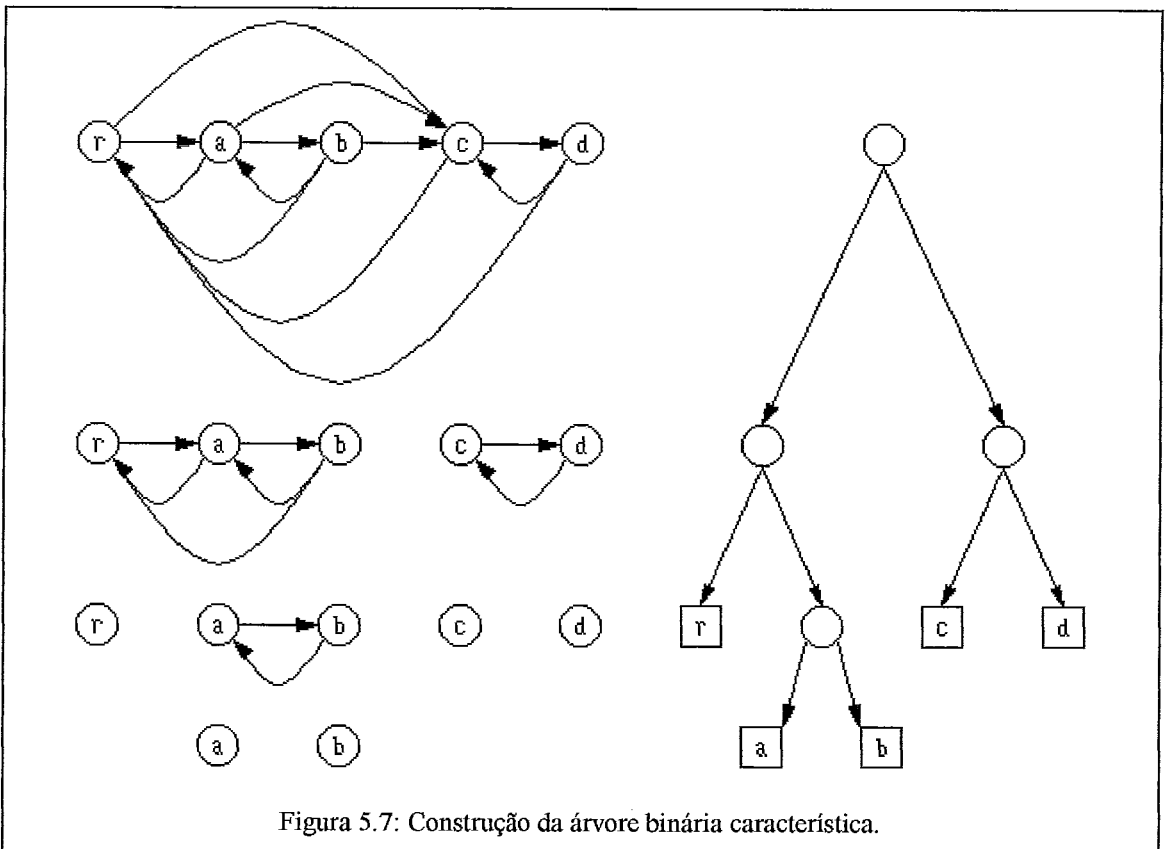 r a b c d
r a b c d
r a b c d r c d
a b a b
Figura 5.7: Construção da árvore binária característica.